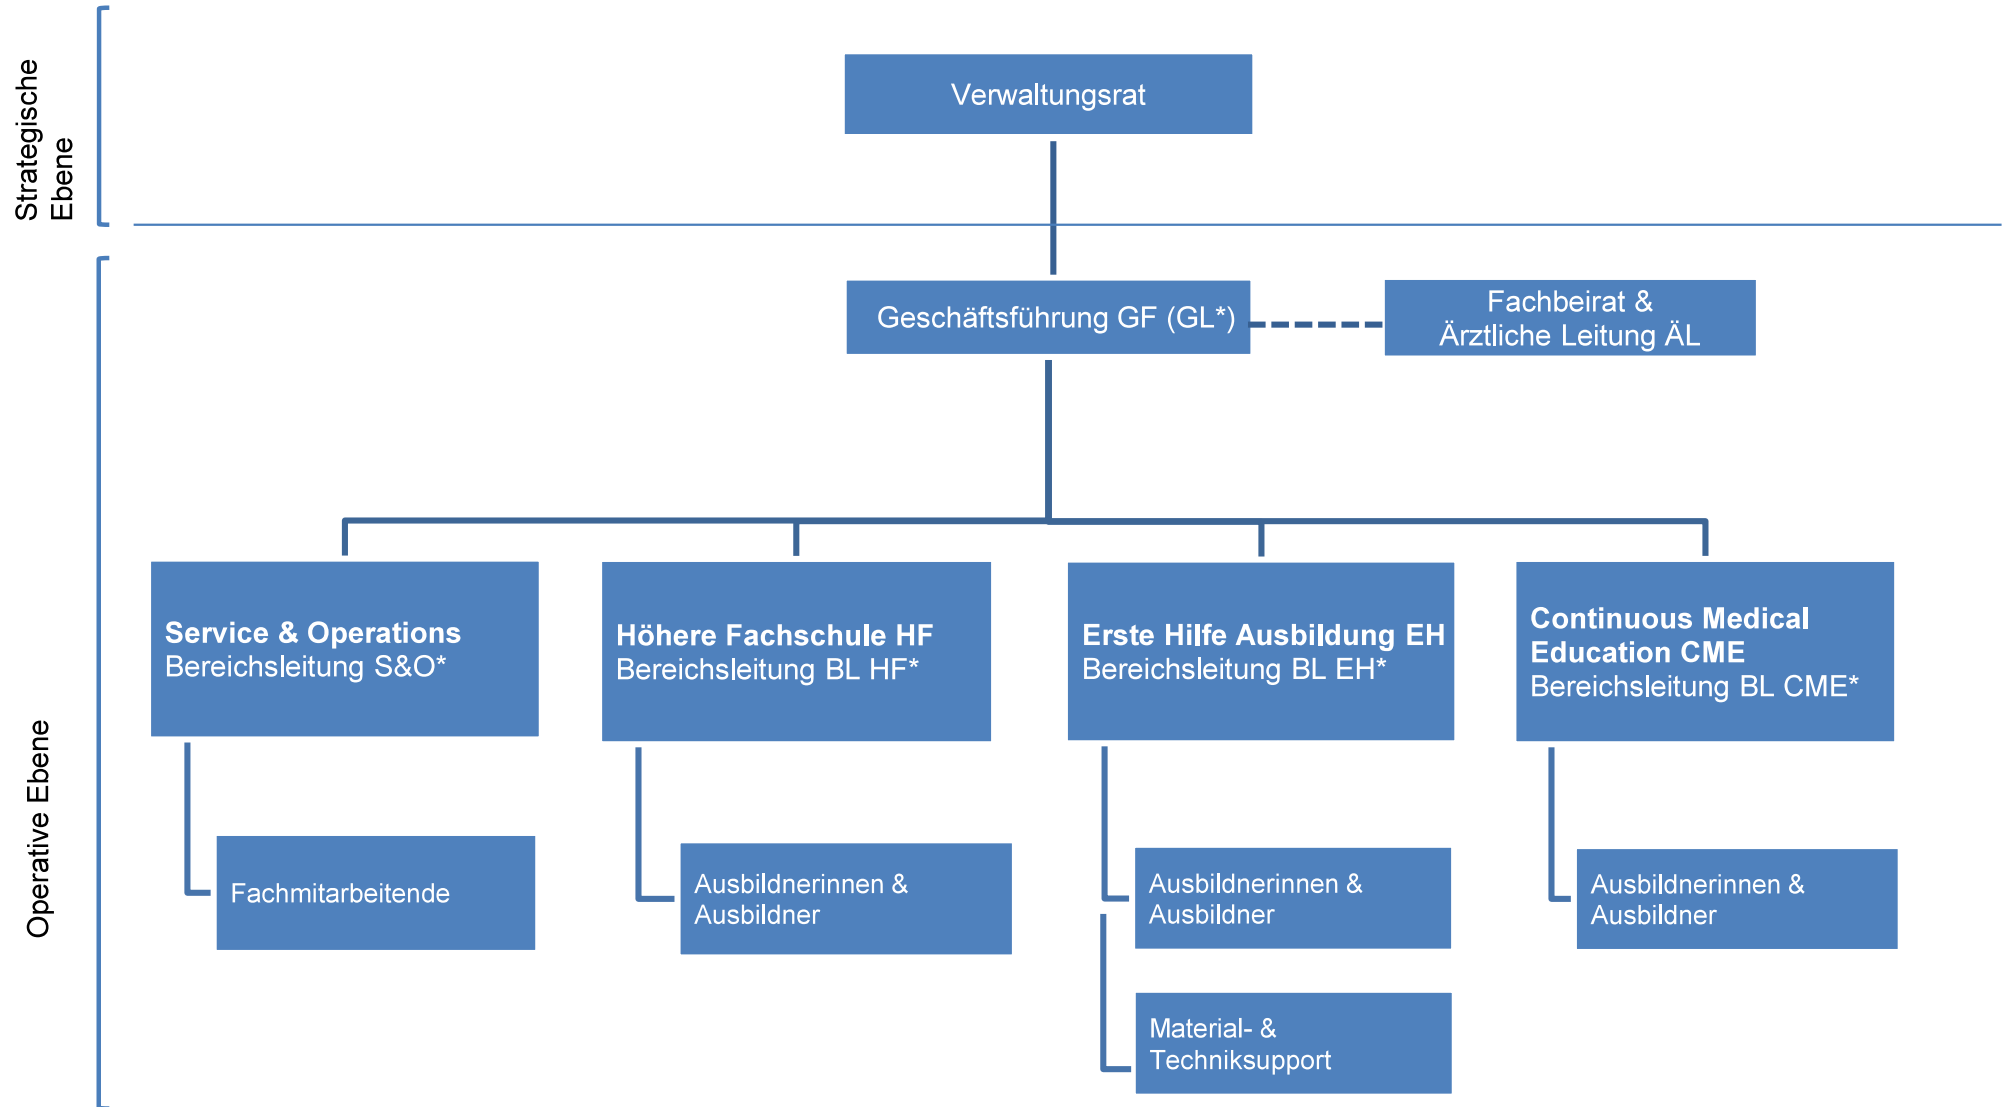 Strategische
Ebene
Verwaltungsrat
Operative Ebene
Geschäftsführung GF (GL*)
Fachbeirat &
Ärztliche Leitung ÄL
Service & Operations
Bereichsleitung S&O*
Höhere Fachschule HF
Bereichsleitung BL HF*
Erste Hilfe Ausbildung EH
Bereichsleitung BL EH*
Continuous Medical
Education CME
Bereichsleitung BL CME*
Fachmitarbeitende
Ausbildnerinnen &
Ausbildner
Ausbildnerinnen &
Ausbildner
Ausbildnerinnen &
Ausbildner
Material- &
Techniksupport